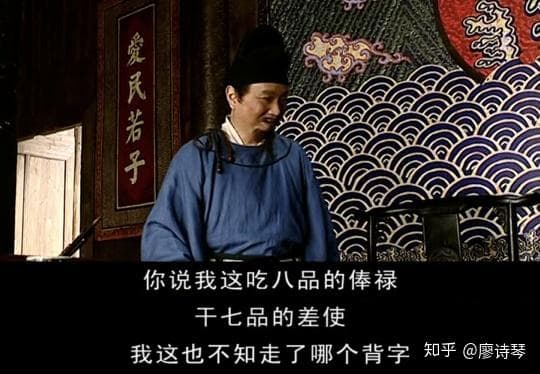 愛民若子
你说我这吃八品的俸禄
干七品的差使
我这也不知走了哪个背字
知乎 @廖诗琴